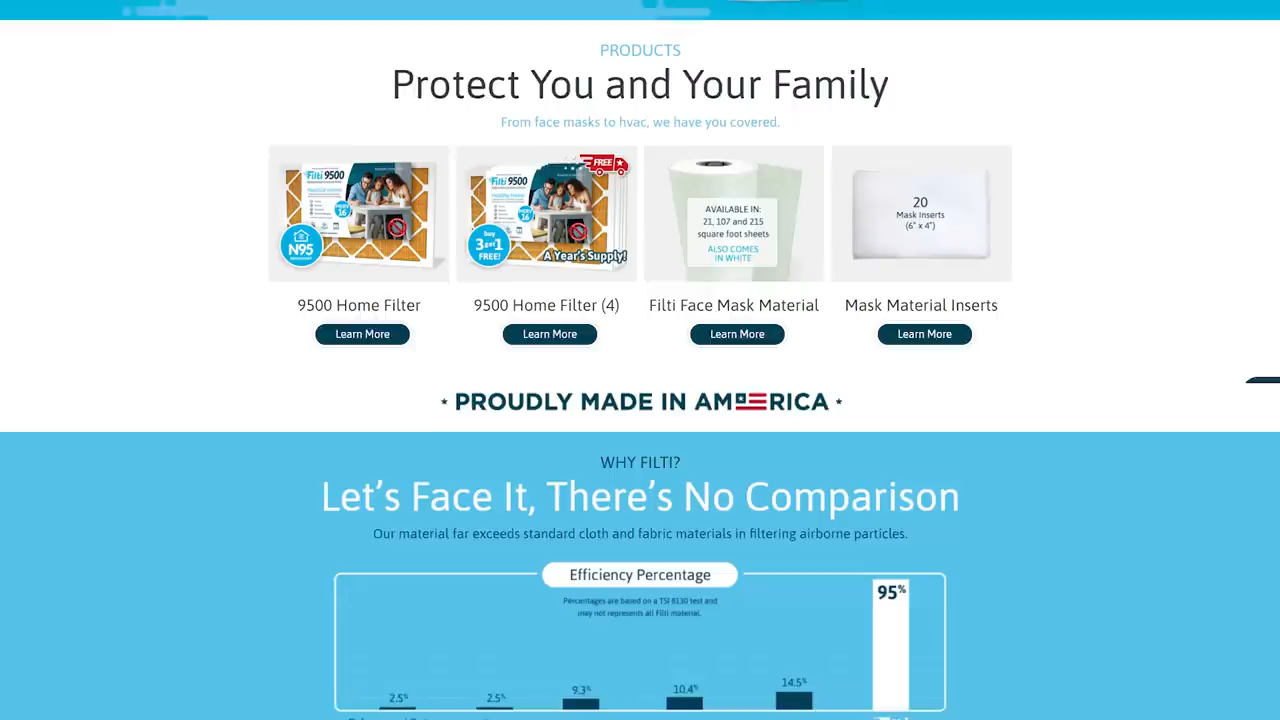 PRODUCTS
Protect You and Your Family
From face masks to hvac, we have you covered.
Filti 9500
MERV
16
N95
Filti 9500
MERV
16
FREE
buy
3 get 1
FREE!
A Year's Supply!
AVAILABLE IN:
21, 107 and 215
square foot sheets
ALSO COMES
IN WHITE
20
Mask Inserts
(6" x 4")
9500 Home Filter
9500 Home Filter (4)
Filti Face Mask Material
Mask Material Inserts
Learn More
Learn More
Learn More
Learn More
PROUDLY MADE IN AMERICA
WHY FILTI?
Let's Face It, There's No Comparison
Our material far exceeds standard cloth and fabric materials in filtering airborne particles.
Efficiency Percentage
Percentages are based on a TSI 8130 test and
may not represents all Filti material.
95%
2.5%
2.5%
9.3%
10.4%
14.5%